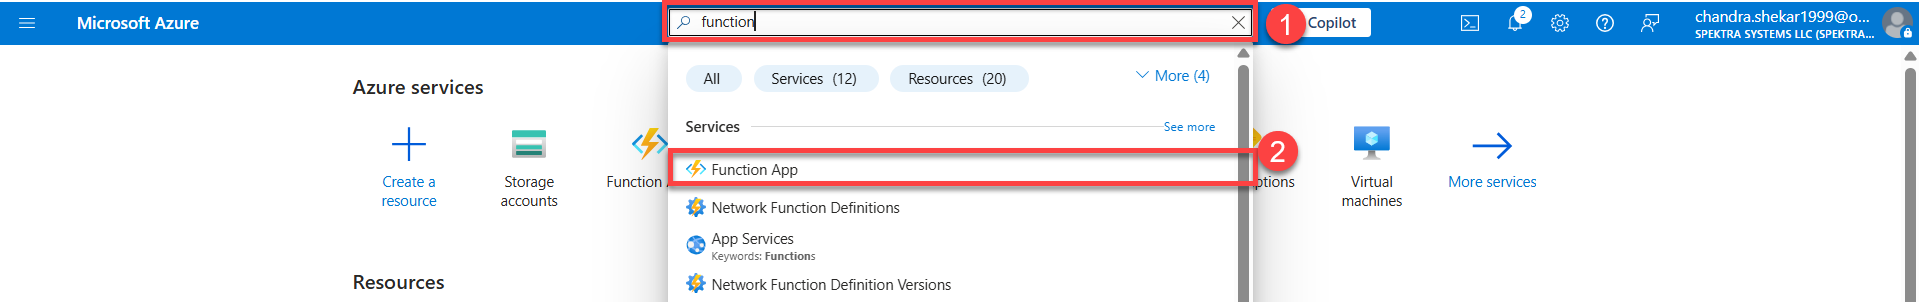 Microsoft Azure
function
1
Copilot
2
chandra.shekar1999@o...
SPEKTRA SYSTEMS LLC (SPEKTRA...
All
Services (12)
Resources (20)
More (4)
Azure services
Services
See more
2
Function App
Create a resource
Storage accounts
Function
ptions
Virtual machines
More services
Network Function Definitions
App Services
Keywords: Functions
Network Function Definition Versions
Resources